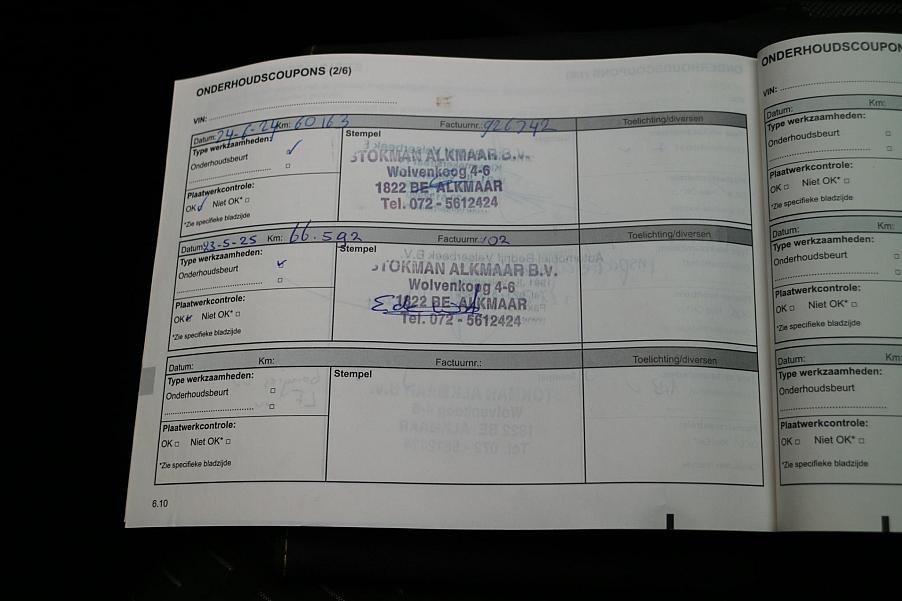 ONDERHOUDSCOUPONS (2/6)
VIN:
Datum: 24-6-24 Km: 60163 Factuurnr.: 926742 Toelichting/diversen
Type werkzaamheden:
Onderhoudsbeurt
Plaatwerkcontrole:
OK Niet OK*
*Zie specifieke bladzijde
Stempel
STOKMAN ALKMAAR B.V.
Wolvenkoog 4-6
1822 BE ALKMAAR
Tel. 072 - 5612424
Datum: 23-5-25 Km: 66.592 Factuurnr.: 102 Toelichting/diversen
Type werkzaamheden:
Onderhoudsbeurt
Plaatwerkcontrole:
OK Niet OK*
*Zie specifieke bladzijde
Stempel
STOKMAN ALKMAAR B.V.
Wolvenkoog 4-6
1822 BE ALKMAAR
Tel. 072 - 5612424
Datum: Km: Factuurnr.: Toelichting/diversen
Type werkzaamheden:
Onderhoudsbeurt
Plaatwerkcontrole:
OK Niet OK*
*Zie specifieke bladzijde
Stempel
6.10
ONDERHOUDSCOUPON
VIN:
Datum: Km:
Type werkzaamheden:
Onderhoudsbeurt
Plaatwerkcontrole:
OK Niet OK*
*Zie specifieke bladzijde
Datum: Km:
Type werkzaamheden:
Onderhoudsbeurt
Plaatwerkcontrole:
OK Niet OK*
*Zie specifieke bladzijde
Datum: Km:
Type werkzaamheden:
Onderhoudsbeurt
Plaatwerkcontrole:
OK Niet OK*
*Zie specifieke bladzijde